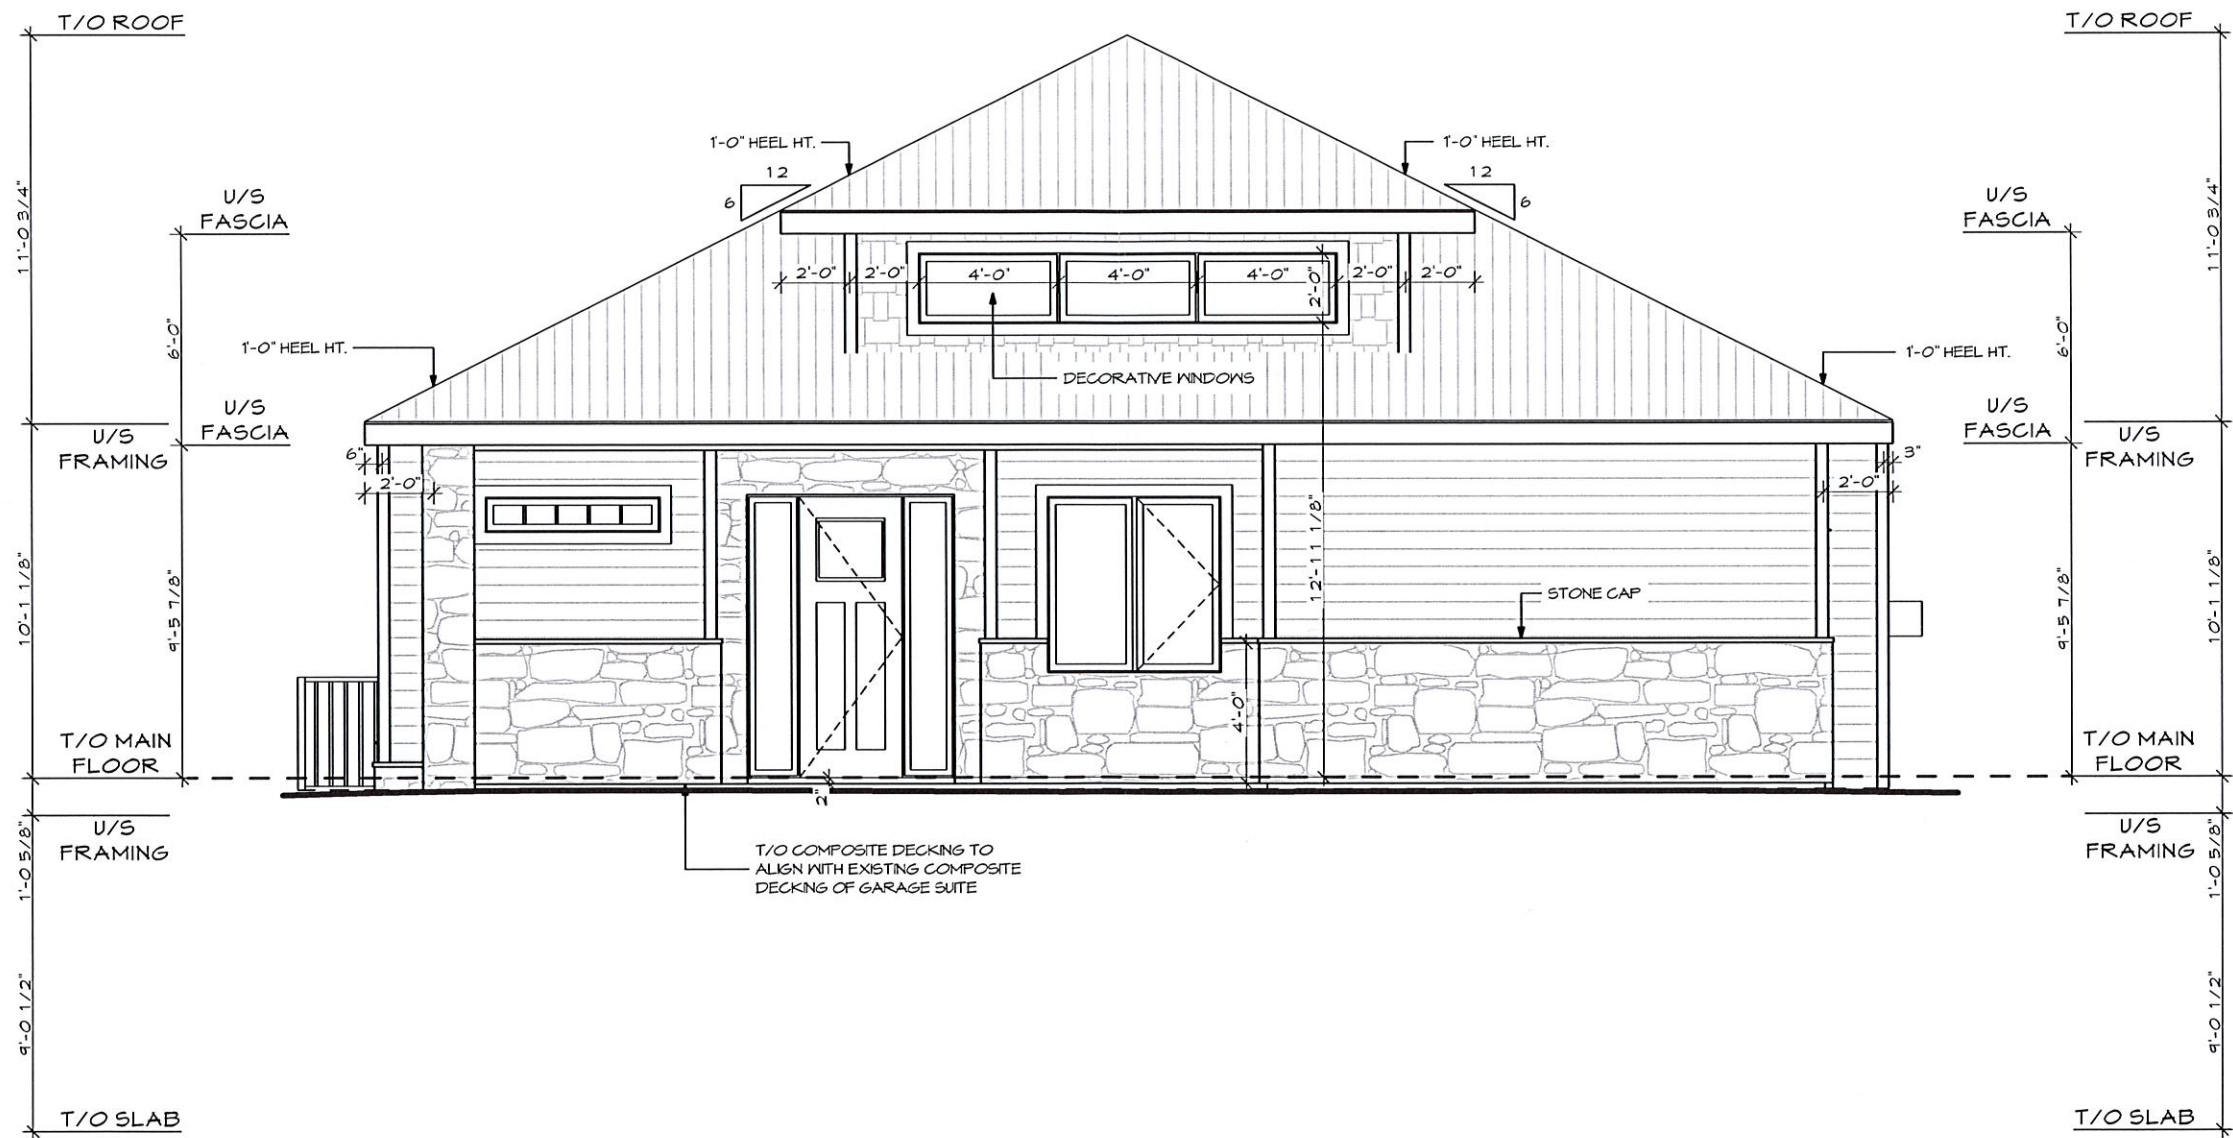 T/O ROOF
T/O ROOF
1'-0" HEEL HT.
1'-0" HEEL HT.
12
6
12
6
11'-0 3/4"
11'-0 3/4"
U/S
FASCIA
U/S
FASCIA
2'-0"
2'-0"
4'-0"
4'-0"
4'-0"
2'-0"
2'-0"
2'-0"
6'-0"
6'-0"
1'-0" HEEL HT.
1'-0" HEEL HT.
DECORATIVE WINDOWS
U/S
FASCIA
U/S
FASCIA
U/S
FRAMING
U/S
FRAMING
6"
2'-0"
3"
2'-0"
12'-11 1/8"
10'-1 1/8"
9'-5 7/8"
9'-5 7/8"
10'-1 1/8"
STONE CAP
4'-0"
T/O MAIN
FLOOR
T/O MAIN
FLOOR
2"
U/S
FRAMING
U/S
FRAMING
1'-0 5/8"
1'-0 5/8"
T/O COMPOSITE DECKING TO
ALIGN WITH EXISTING COMPOSITE
DECKING OF GARAGE SUITE
9'-0 1/2"
9'-0 1/2"
T/O SLAB
T/O SLAB